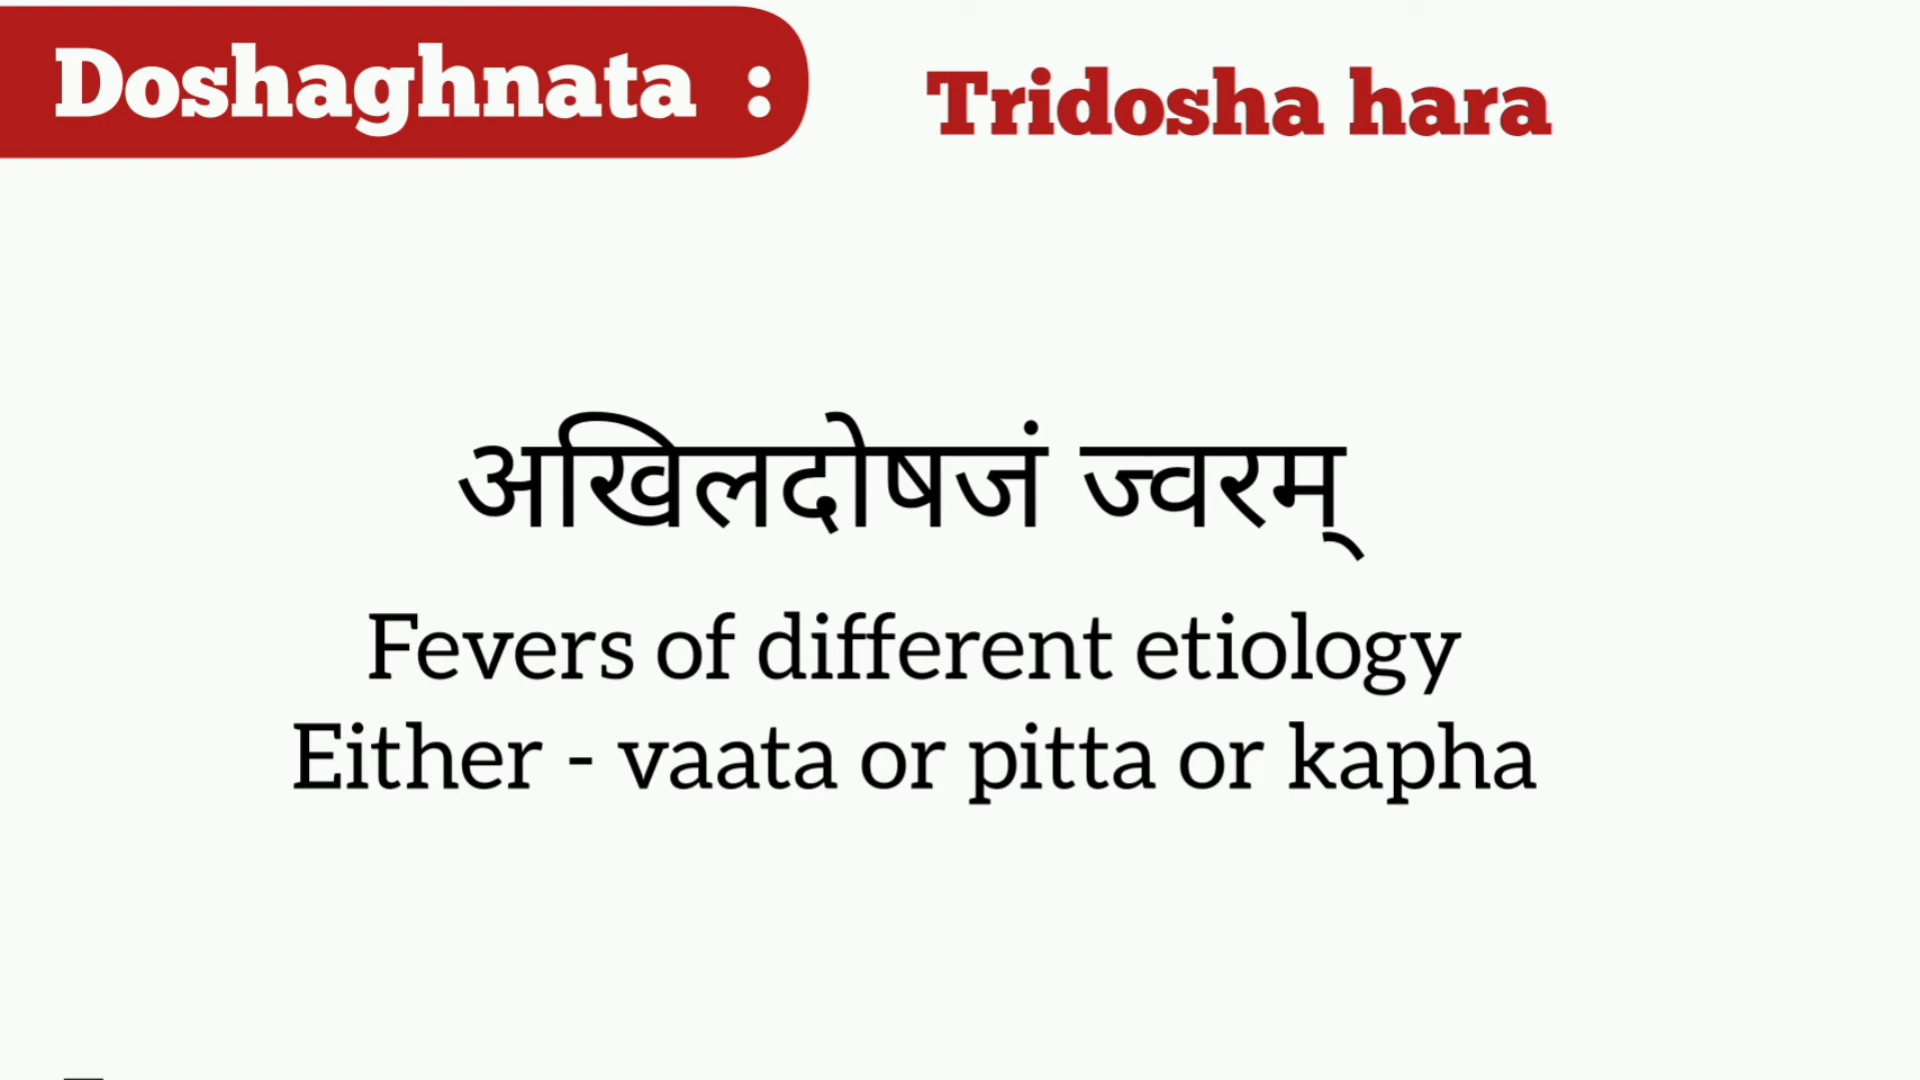 Doshaghnata :
Tridosha hara
अखिलदोषजं ज्वरम्
Fevers of different etiology
Either - vaata or pitta or kapha